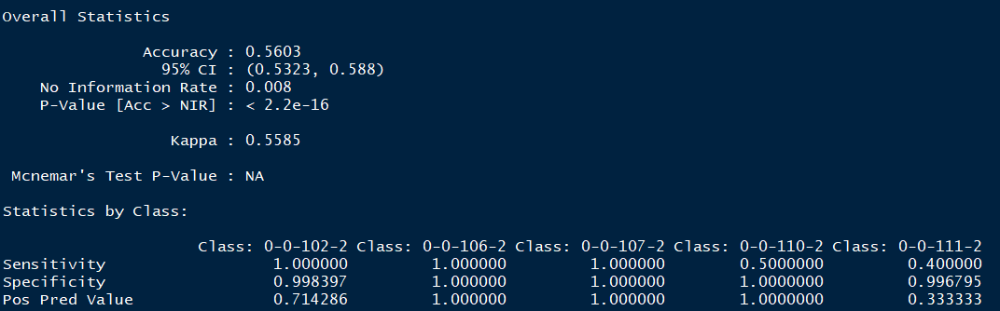 Overall Statistics
Accuracy : 0.5603
95% CI : (0.5323, 0.588)
No Information Rate : 0.008
P-Value [Acc > NIR] : < 2.2e-16
Kappa : 0.5585
Mcnemar's Test P-Value : NA
Statistics by Class:
Class: 0-0-102-2 Class: 0-0-106-2 Class: 0-0-107-2 Class: 0-0-110-2 Class: 0-0-111-2
Sensitivity 1.000000 1.000000 1.000000 0.5000000 0.400000
Specificity 0.998397 1.000000 1.000000 1.0000000 0.996795
Pos Pred Value 0.714286 1.000000 1.000000 1.0000000 0.333333